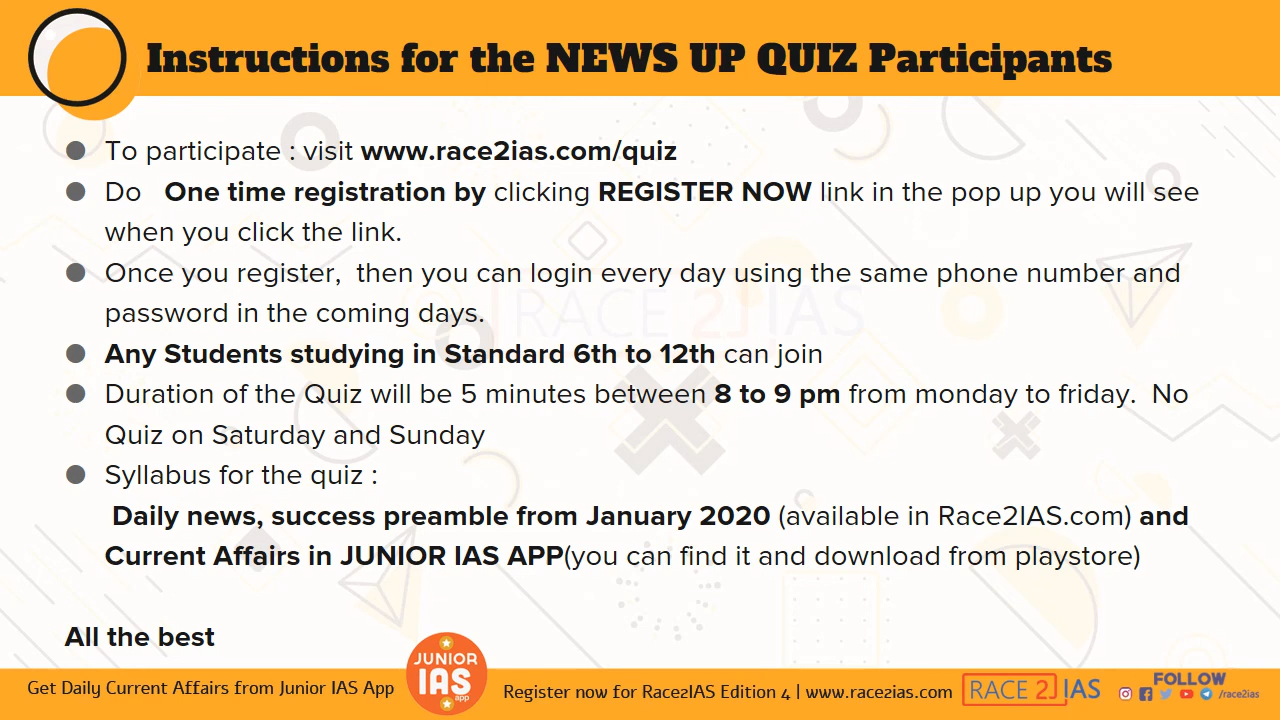 Instructions for the NEWS UP QUIZ Participants
● To participate : visit www.race2ias.com/quiz
● Do One time registration by clicking REGISTER NOW link in the pop up you will see
when you click the link.
● Once you register, then you can login every day using the same phone number and
password in the coming days.
● Any Students studying in Standard 6th to 12th can join
● Duration of the Quiz will be 5 minutes between 8 to 9 pm from monday to friday. No
Quiz on Saturday and Sunday
● Syllabus for the quiz :
Daily news, success preamble from January 2020 (available in Race2IAS.com) and
Current Affairs in JUNIOR IAS APP(you can find it and download from playstore)
All the best
RACE 2 IAS
Get Daily Current Affairs from Junior IAS App
JUNIOR
IAS
app
Register now for Race2IAS Edition 4 | www.race2ias.com
RACE 2 IAS
FOLLOW
/race2ias